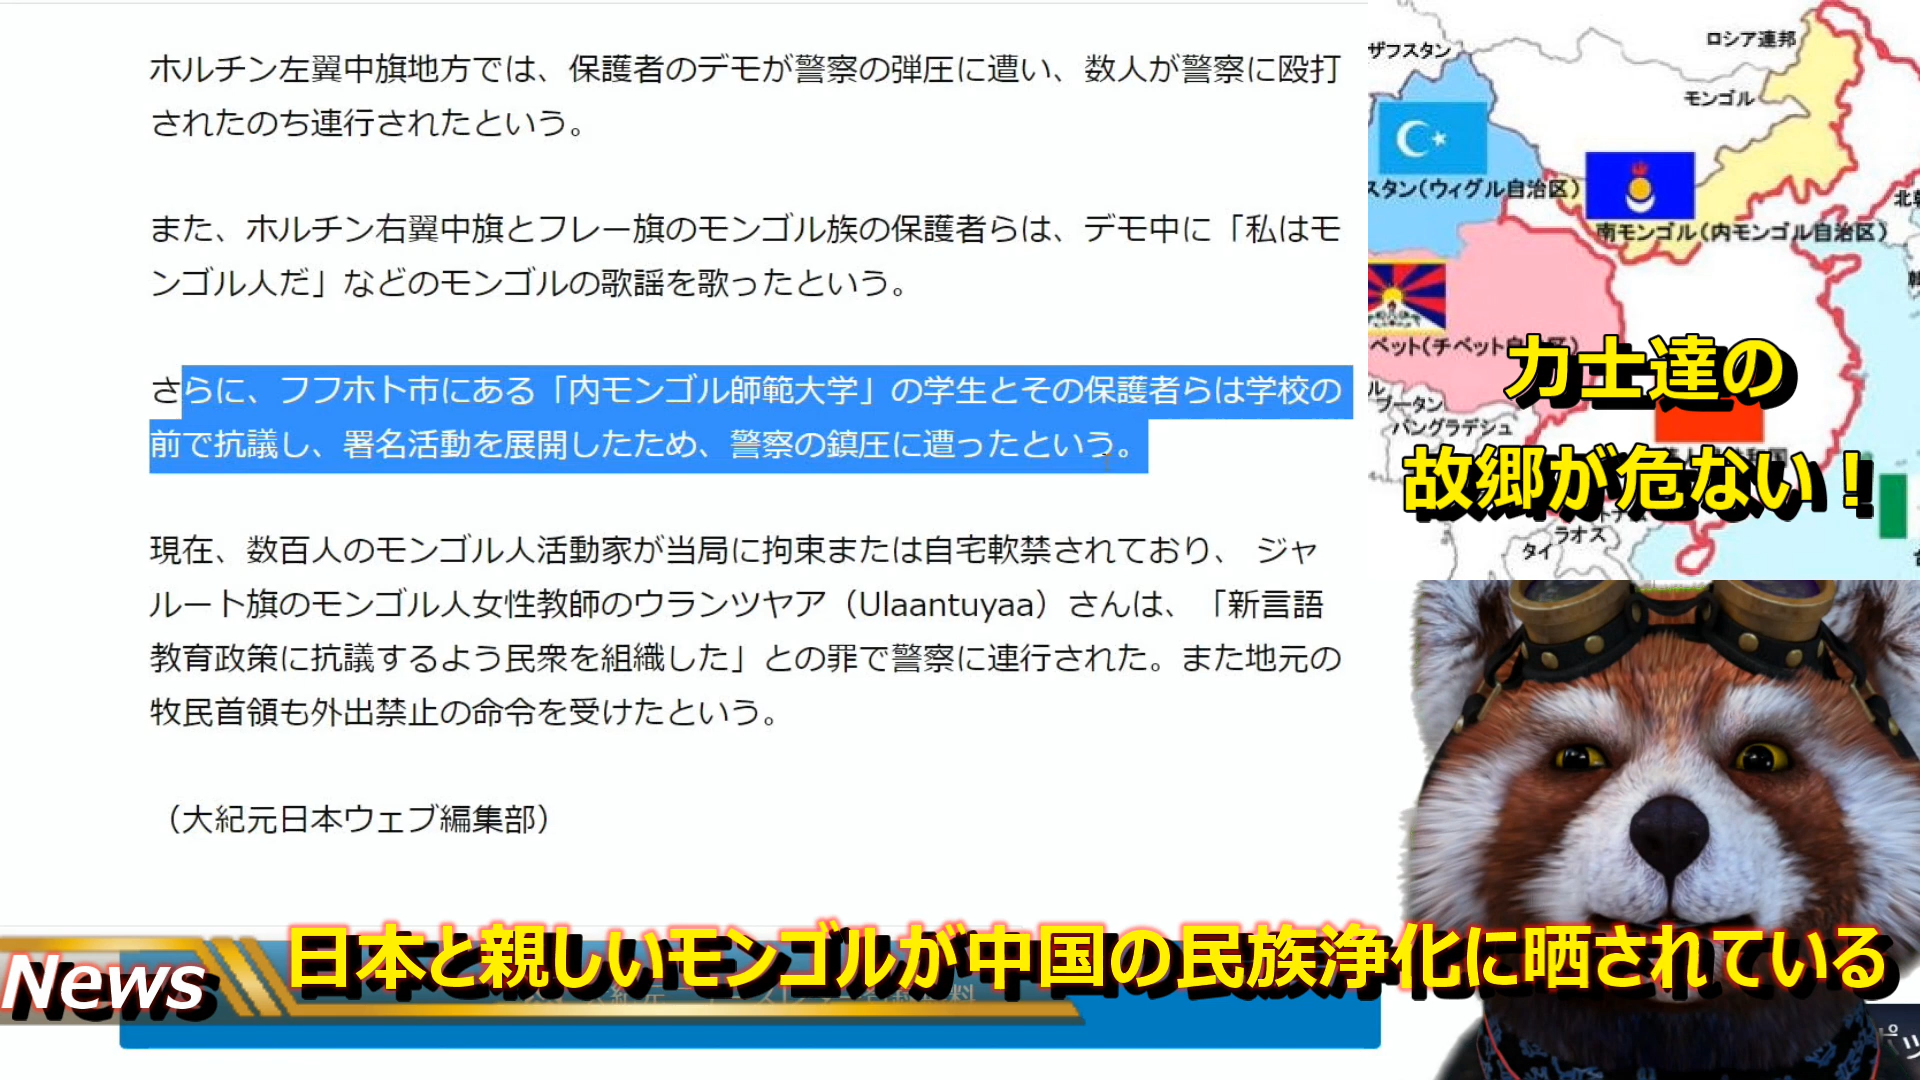 ホルチン左翼中旗地方では、保護者のデモが警察の弾圧に遭い、数人が警察に殴打
されたのち連行されたという。
また、ホルチン右翼中旗とフレー旗のモンゴル族の保護者らは、デモ中に「私はモ
ンゴル人だ」などのモンゴルの歌謡を歌ったという。
さらに、フフホト市にある「内モンゴル師範大学」の学生とその保護者らは学校の
前で抗議し、署名活動を展開したため、警察の鎮圧に遭ったという。
現在、数百人のモンゴル人活動家が当局に拘束または自宅軟禁されており、 ジャ
ルート旗のモンゴル人女性教師のウランツヤア（Ulaantuyaa）さんは、「新言語
教育政策に抗議するよう民衆を組織した」との罪で警察に連行された。また地元の
牧民首領も外出禁止の命令を受けたという。
（大紀元日本ウェブ編集部）
ザフスタン
ロシア連邦
モンゴル
スタン(ウィグル自治区)
南モンゴル(内モンゴル自治区)
ベット(チベット自
ル
ブータン
バングラデシュ
ラオス
タイ
力士達の
故郷が危ない！
News
日本と親しいモンゴルが中国の民族浄化に晒されている